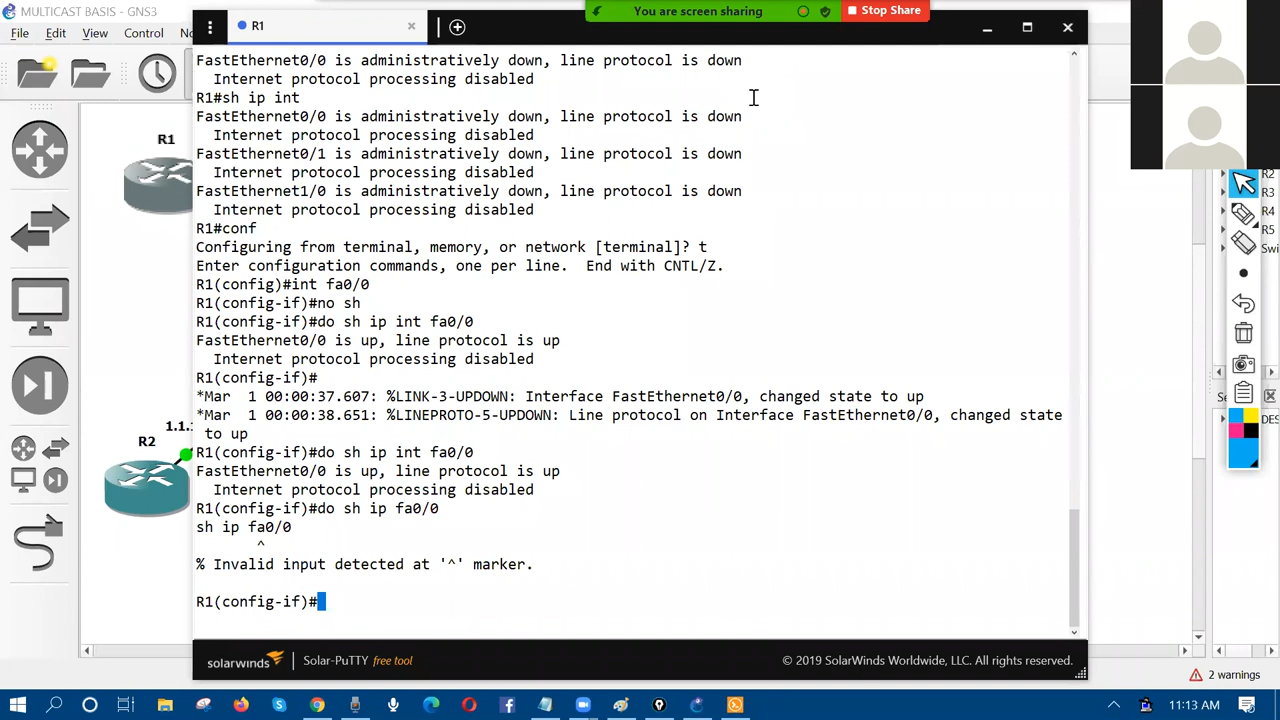 MULTICAST BASIS - GNS3
You are screen sharing
Stop Share
File Edit View Control No
R1
FastEthernet0/0 is administratively down, line protocol is down
  Internet protocol processing disabled
R1#sh ip int
FastEthernet0/0 is administratively down, line protocol is down
  Internet protocol processing disabled
FastEthernet0/1 is administratively down, line protocol is down
  Internet protocol processing disabled
FastEthernet1/0 is administratively down, line protocol is down
  Internet protocol processing disabled
R1#conf
Configuring from terminal, memory, or network [terminal]? t
Enter configuration commands, one per line.  End with CNTL/Z.
R1(config)#int fa0/0
R1(config-if)#no sh
R1(config-if)#do sh ip int fa0/0
FastEthernet0/0 is up, line protocol is up
  Internet protocol processing disabled
R1(config-if)#
*Mar  1 00:00:37.607: %LINK-3-UPDOWN: Interface FastEthernet0/0, changed state to up
*Mar  1 00:00:38.651: %LINEPROTO-5-UPDOWN: Line protocol on Interface FastEthernet0/0, changed state
 to up
R1(config-if)#do sh ip int fa0/0
FastEthernet0/0 is up, line protocol is up
  Internet protocol processing disabled
R1(config-if)#do sh ip fa0/0
sh ip fa0/0
^
% Invalid input detected at '^' marker.
R1(config-if)#
R1
R2
1.1.1
R2
R3
R4
R5
Swi
Se
DES
solarwinds
Solar-PuTTY free tool
© 2019 SolarWinds Worldwide, LLC. All rights reserved.
2 warnings
11:13 AM